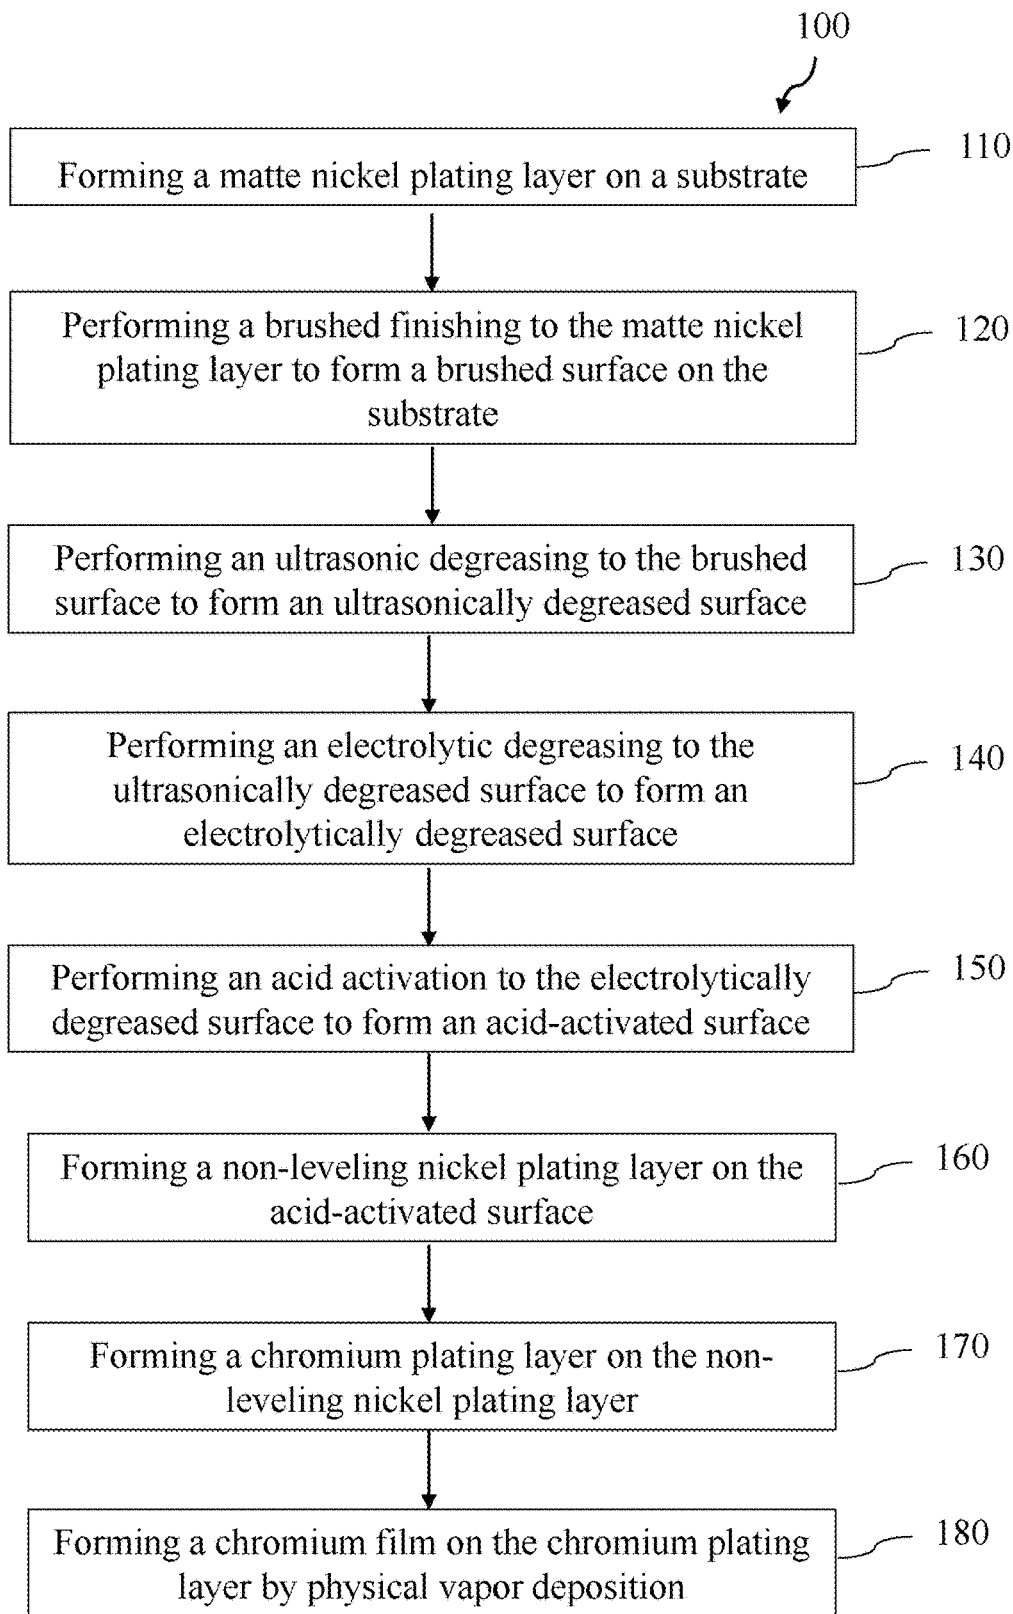 100
Forming a matte nickel plating layer on a substrate
110
Performing a brushed finishing to the matte nickel
plating layer to form a brushed surface on the
substrate
120
Performing an ultrasonic degreasing to the brushed
surface to form an ultrasonically degreased surface
130
Performing an electrolytic degreasing to the
ultrasonically degreased surface to form an
electrolytically degreased surface
140
Performing an acid activation to the electrolytically
degreased surface to form an acid-activated surface
150
Forming a non-leveling nickel plating layer on the
acid-activated surface
160
Forming a chromium plating layer on the non-
leveling nickel plating layer
170
Forming a chromium film on the chromium plating
layer by physical vapor deposition
180